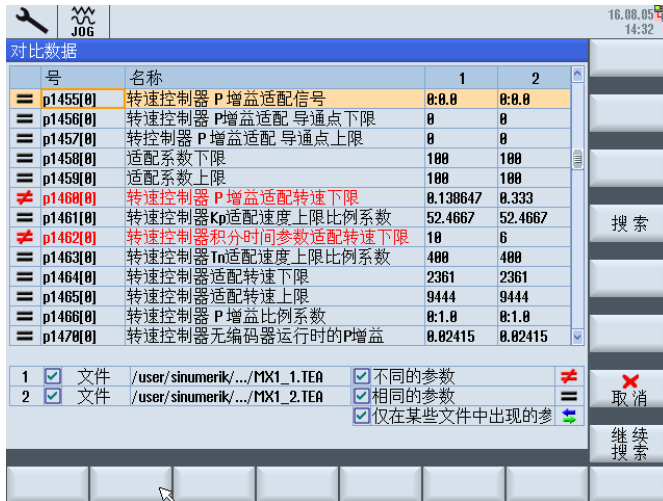 JOG
16.08.05
14:32
对比数据
号 名称 1 2
p1455[0] 转速控制器 P 增益适配信号 0:0.0 0:0.0
p1456[0] 转速控制器 P增益适配 导通点下限 0 0
p1457[0] 转控制器 P 增益适配 导通点上限 0 0
p1458[0] 适配系数下限 100 100
p1459[0] 适配系数上限 100 100
≠ p1460[0] 转速控制器 P 增益适配转速下限 0.138647 0.333
p1461[0] 转速控制器Kp适配速度上限比例系数 52.4667 52.4667
≠ p1462[0] 转速控制器积分时间参数适配转速下限 10 6
p1463[0] 转速控制器Tn适配速度上限比例系数 400 400
p1464[0] 转速控制器适配转速下限 2361 2361
p1465[0] 转速控制器适配转速上限 9444 9444
p1466[0] 转速控制器 P 增益比例系数 0:1.0 0:1.0
p1470[0] 转速控制器无编码器运行时的P增益 0.02415 0.02415
搜索
1 文件 /user/sinumerik/.../MX1_1.TEA 不同的参数 ≠
2 文件 /user/sinumerik/.../MX1_2.TEA 相同的参数 =
仅在某些文件中出现的参
取消
继续
搜索